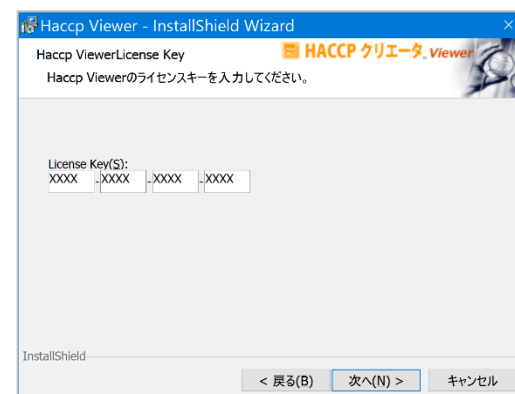 Haccp Viewer - InstallShield Wizard
Haccp ViewerLicense Key
HACCP クリエータ Viewer
Haccp Viewerのライセンスキーを入力してください。
License Key(S):
XXXX - XXXX - XXXX - XXXX
InstallShield
< 戻る(B) 次へ(N) > キャンセル